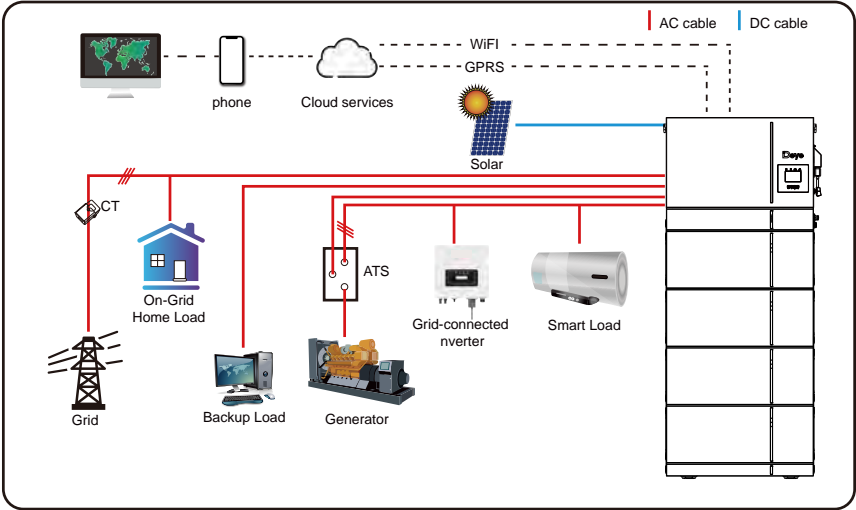 AC cable
DC cable
WiFI
GPRS
phone
Cloud services
Solar
Deye
CT
ATS
On-Grid
Home Load
Grid-connected
nverter
Smart Load
Grid
Backup Load
Generator